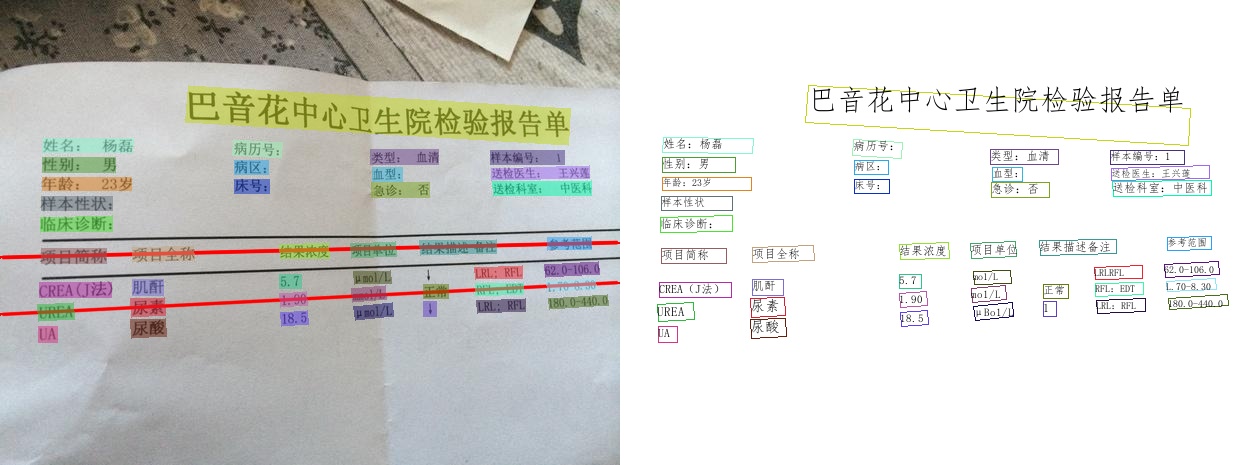 巴音花中心卫生院检验报告单
姓名: 杨磊 病历号: 类型: 血清 样本编号: 1
性别: 男 病区: 血型: 送检医生: 王兴莲
年龄: 23岁 床号: 急诊: 否 送检科室: 中医科
样本性状:
临床诊断:
项目简称 项目全称 结果浓度 项目单位 结果描述 备注 参考范围
CREA(J法) 肌酐 5.7 μmol/L ↓ LRL; RFL 62.0-106.0
UREA 尿素 1.90 mmol/L 正常 RFL; EDT 1.70-8.30
UA 尿酸 18.5 μmol/L ↓ LRL; RFL 180.0-440.0
巴音花中心卫生院检验报告单
姓名: 杨磊 病历号: 类型: 血清 样本编号: 1
性别: 男 病区: 血型: 送检医生: 王兴莲
年龄: 23岁 床号: 急诊: 否 送检科室: 中医科
样本性状
临床诊断:
项目简称 项目全称 结果浓度 项目单位 结果描述备注 参考范围
CREA(J法) 肌酐 5.7 mol/L LRLRFL 62.0-106.0
UREA 尿素 1.90 mol/L 正常 RFL; EDT 1.70-8.30
UA 尿酸 18.5 μBol/L 1 LRL; RFL 180.0-440.0